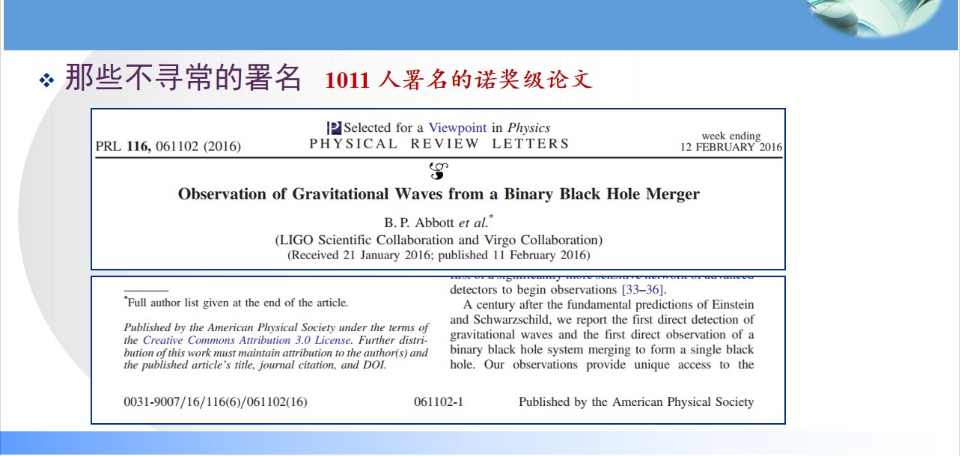 那些不寻常的署名 1011 人署名的诺奖级论文
PRL 116, 061102 (2016)
Selected for a Viewpoint in Physics
PHYSICAL REVIEW LETTERS
week ending
12 FEBRUARY 2016
Observation of Gravitational Waves from a Binary Black Hole Merger
B. P. Abbott et al.*
(LIGO Scientific Collaboration and Virgo Collaboration)
(Received 21 January 2016; published 11 February 2016)
*Full author list given at the end of the article.
Published by the American Physical Society under the terms of
the Creative Commons Attribution 3.0 License. Further distri-
bution of this work must maintain attribution to the author(s) and
the published article's title, journal citation, and DOI.
detectors to begin observations [33–36].
A century after the fundamental predictions of Einstein
and Schwarzschild, we report the first direct detection of
gravitational waves and the first direct observation of a
binary black hole system merging to form a single black
hole. Our observations provide unique access to the
0031-9007/16/116(6)/061102(16)
061102-1
Published by the American Physical Society